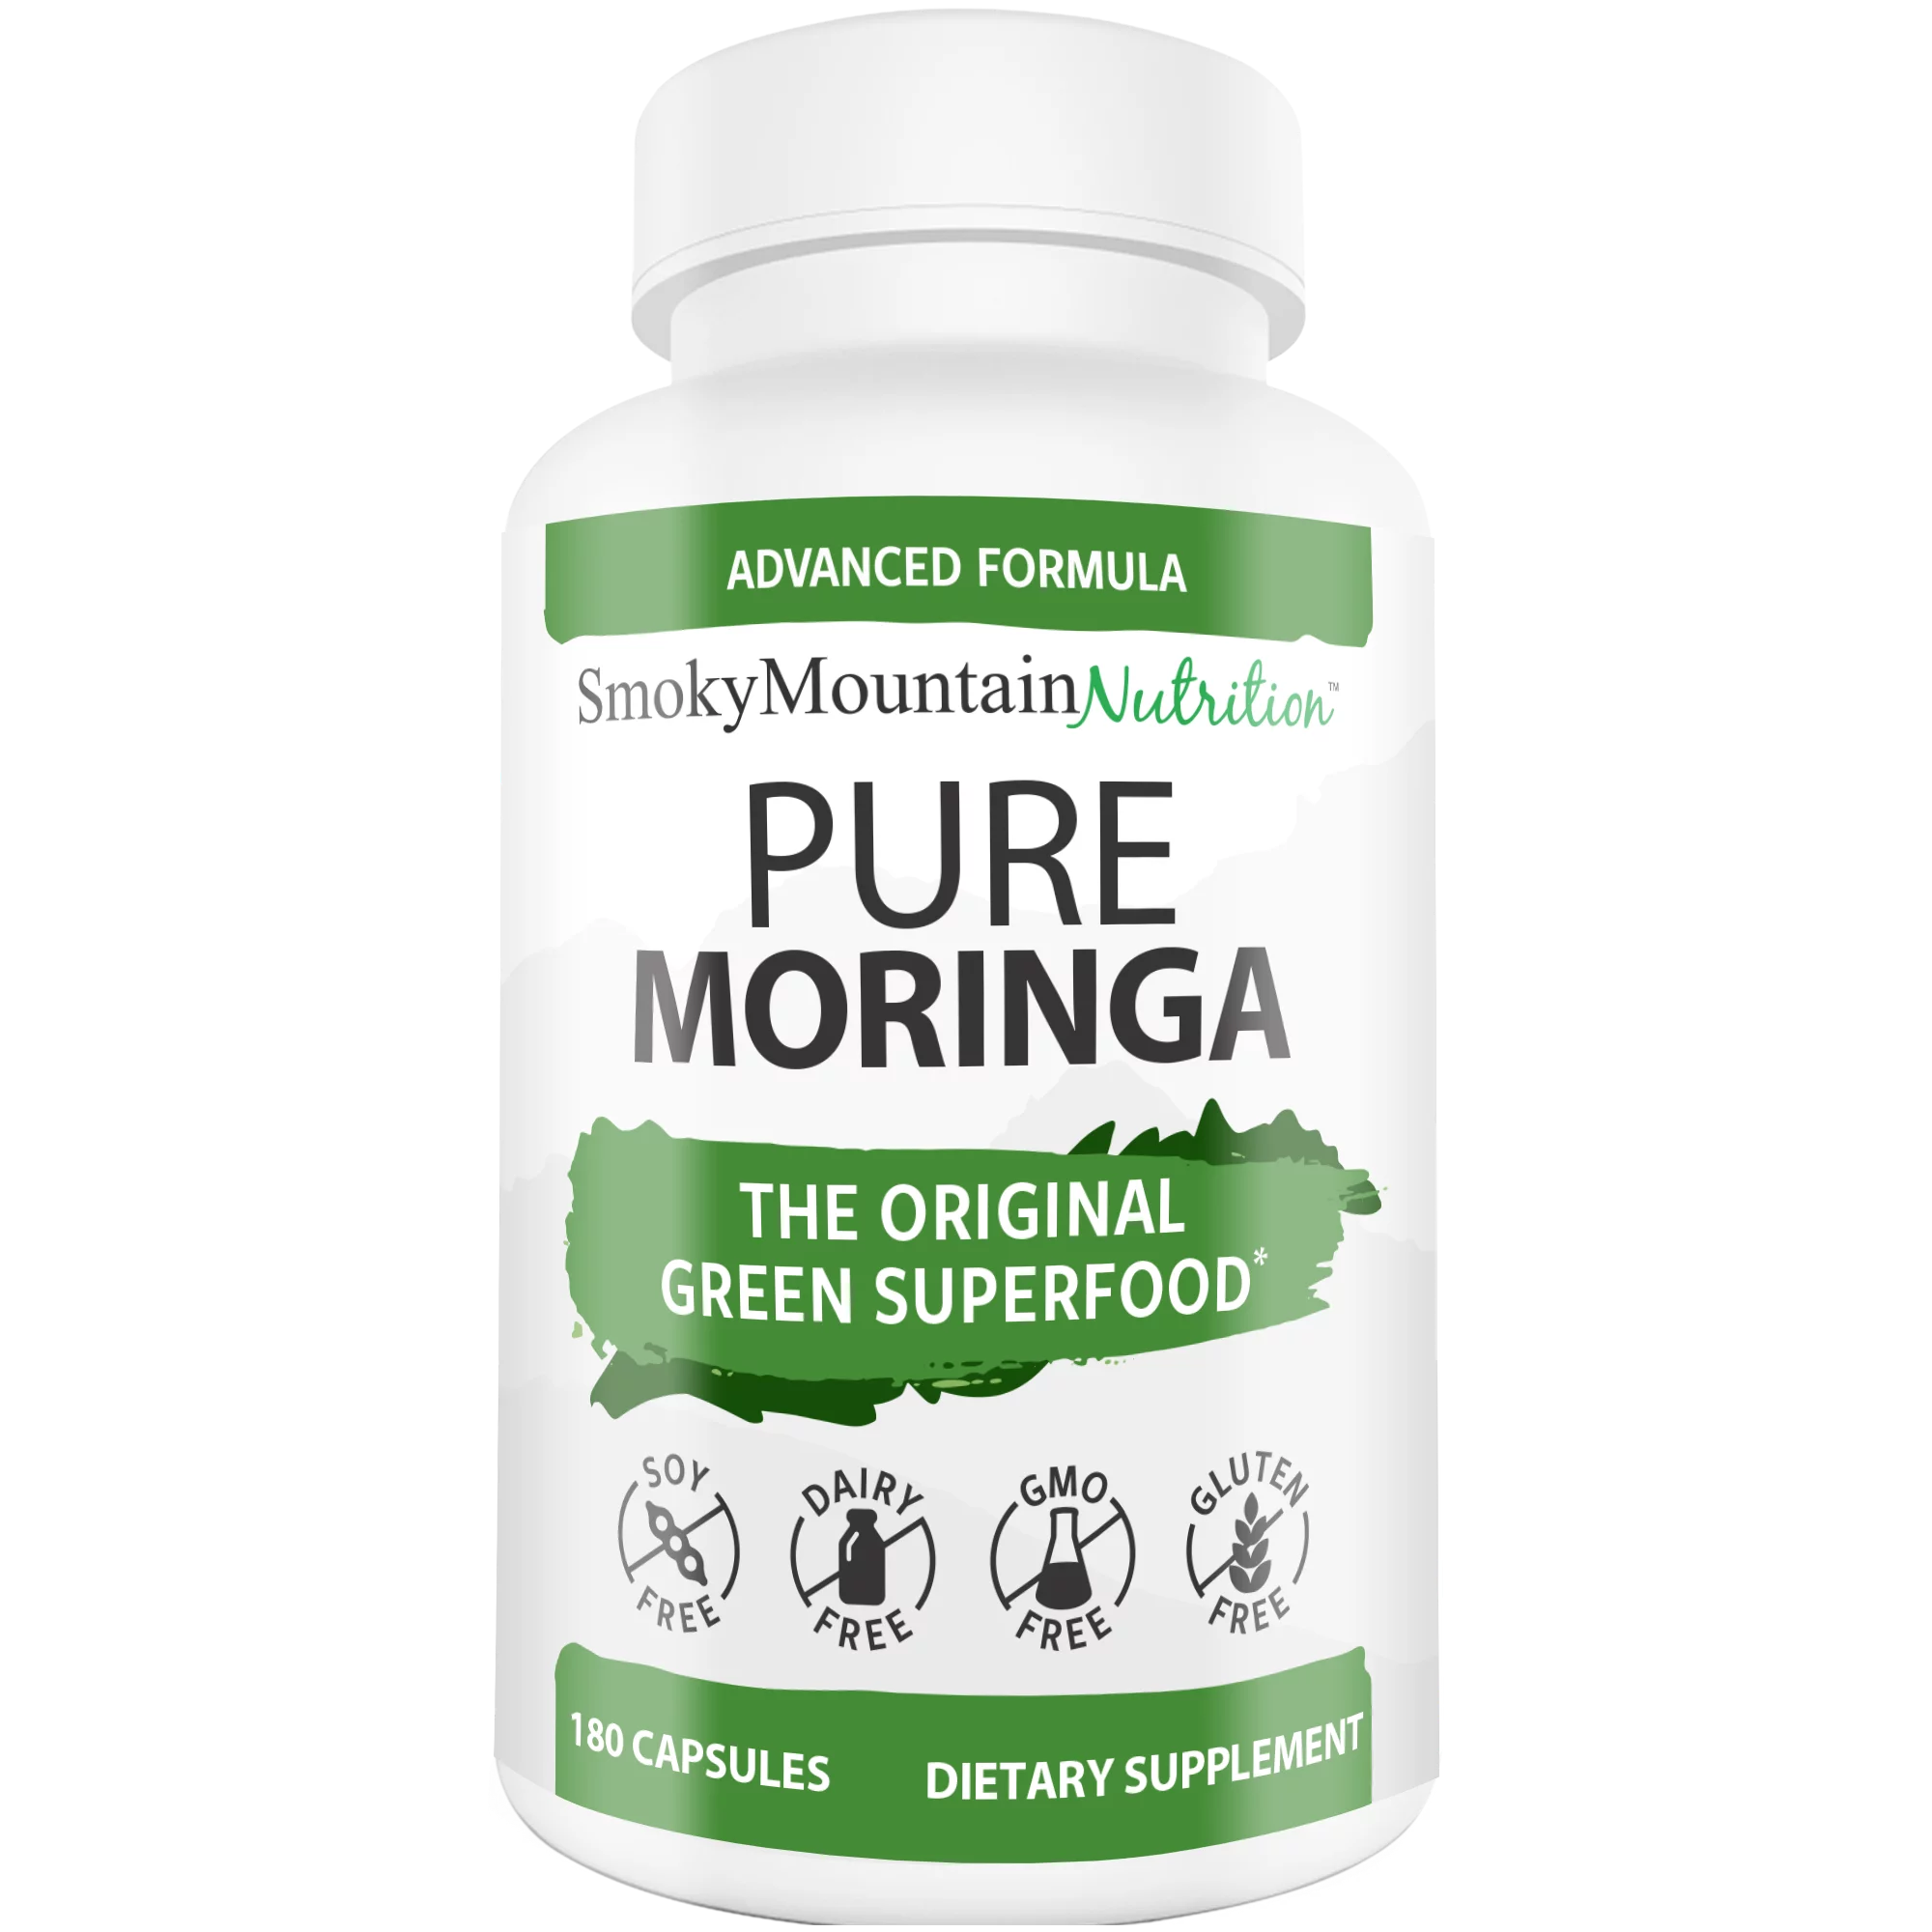 ADVANCED FORMULA
SmokyMountainNutrition™
PURE
MORINGA
THE ORIGINAL
GREEN SUPERFOOD*
SOY FREE
DAIRY FREE
GMO FREE
GLUTEN FREE
180 CAPSULES
DIETARY SUPPLEMENT